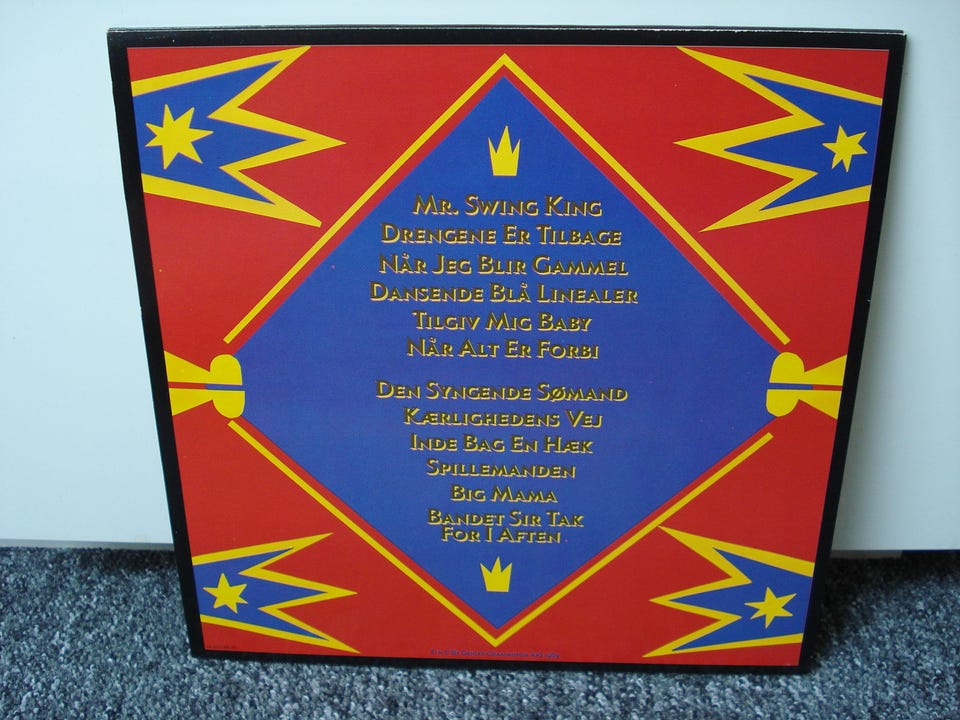 Mr. Swing King
Drengene Er Tilbage
Når Jeg Blir Gammel
Dansende Blå Linealer
Tilgiv Mig Baby
Når Alt Er Forbi
Den Syngende Sømand
Kærlighedens Vej
Inde Bag En Hæk
Spillemanden
Big Mama
Bandet Sir Tak
For I Aften